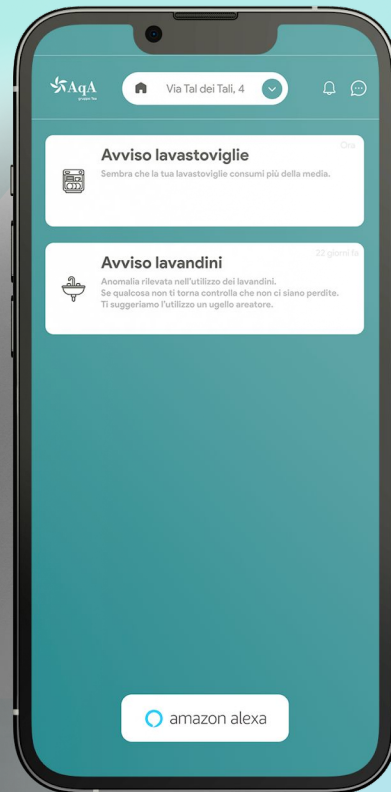 AqA
Via Tal dei Tali, 4
Ora
Avviso lavastoviglie
Sembra che la tua lavastoviglie consumi più della media.
22 giorni fa
Avviso lavandini
Anomalia rilevata nell'utilizzo dei lavandini.
Se qualcosa non ti torna controlla che non ci siano perdite.
Ti suggeriamo l'utilizzo un ugello areatore.
amazon alexa